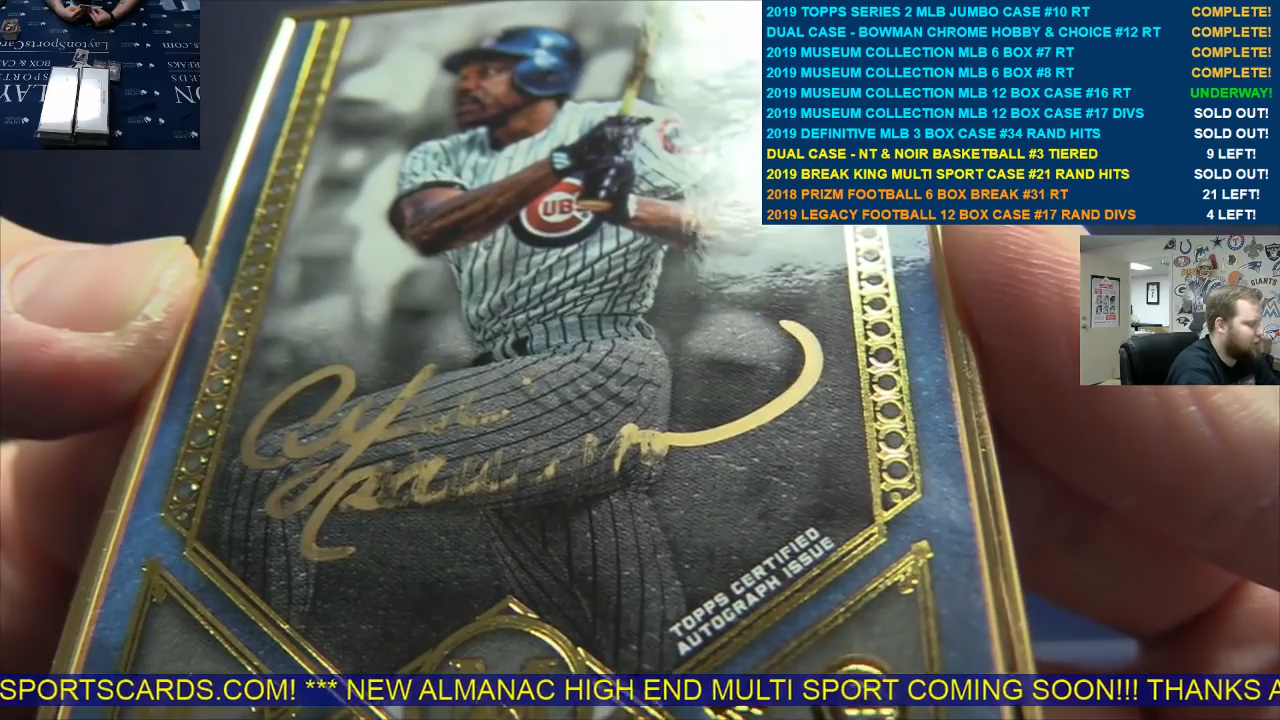 2019 TOPPS SERIES 2 MLB JUMBO CASE #10 RT COMPLETE!
DUAL CASE - BOWMAN CHROME HOBBY & CHOICE #12 RT COMPLETE!
2019 MUSEUM COLLECTION MLB 6 BOX #7 RT COMPLETE!
2019 MUSEUM COLLECTION MLB 6 BOX #8 RT COMPLETE!
2019 MUSEUM COLLECTION MLB 12 BOX CASE #16 RT UNDERWAY!
2019 MUSEUM COLLECTION MLB 12 BOX CASE #17 DIVS SOLD OUT!
2019 DEFINITIVE MLB 3 BOX CASE #34 RAND HITS SOLD OUT!
DUAL CASE - NT & NOIR BASKETBALL #3 TIERED 9 LEFT!
2019 BREAK KING MULTI SPORT CASE #21 RAND HITS SOLD OUT!
2018 PRIZM FOOTBALL 6 BOX BREAK #31 RT 21 LEFT!
2019 LEGACY FOOTBALL 12 BOX CASE #17 RAND DIVS 4 LEFT!
UBS
GIANTS
TOPPS CERTIFIED
AUTOGRAPH ISSUE
SPORTSCARDS.COM! *** NEW ALMANAC HIGH END MULTI SPORT COMING SOON!!! THANKS A